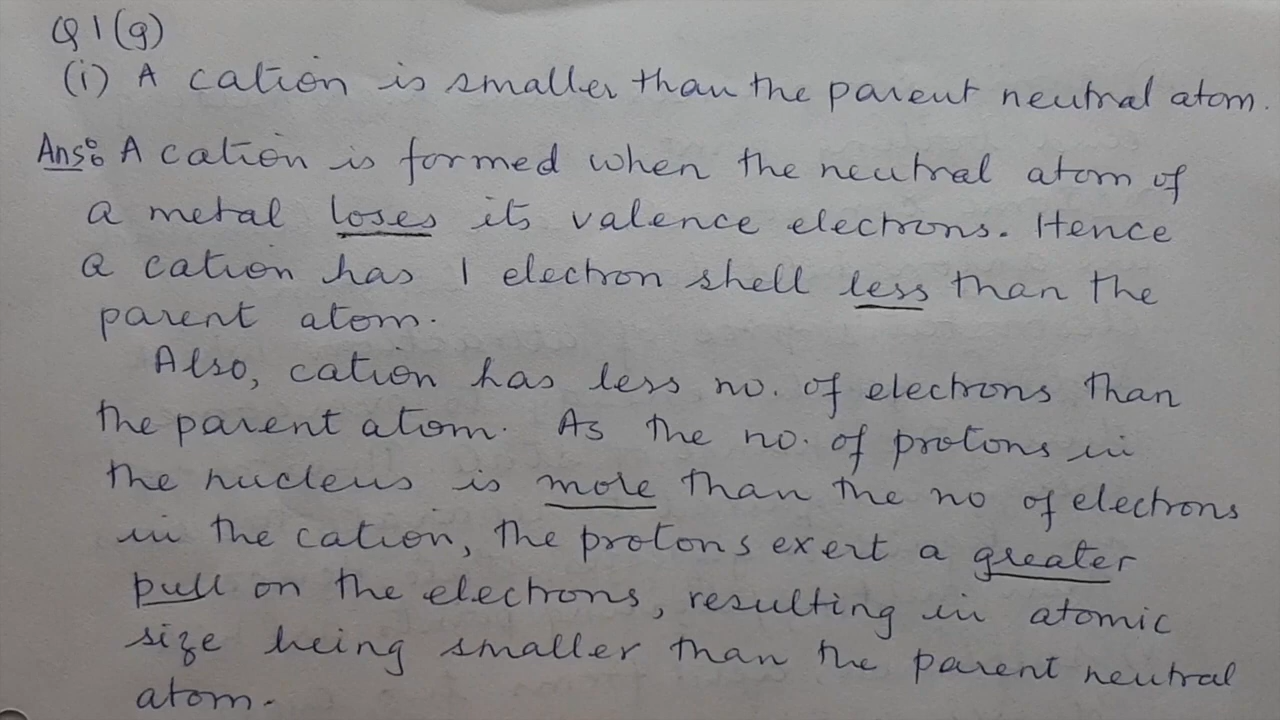 Q1(g)
(i) A cation is smaller than the parent neutral atom.
Ans: A cation is formed when the neutral atom of
a metal loses its valence electrons. Hence
a cation has 1 electron shell less than the
parent atom.
Also, cation has less no. of electrons than
the parent atom. As the no. of protons in
the nucleus is more than the no of electrons
in the cation, the protons exert a greater
pull on the electrons, resulting in atomic
size being smaller than the parent neutral
atom.